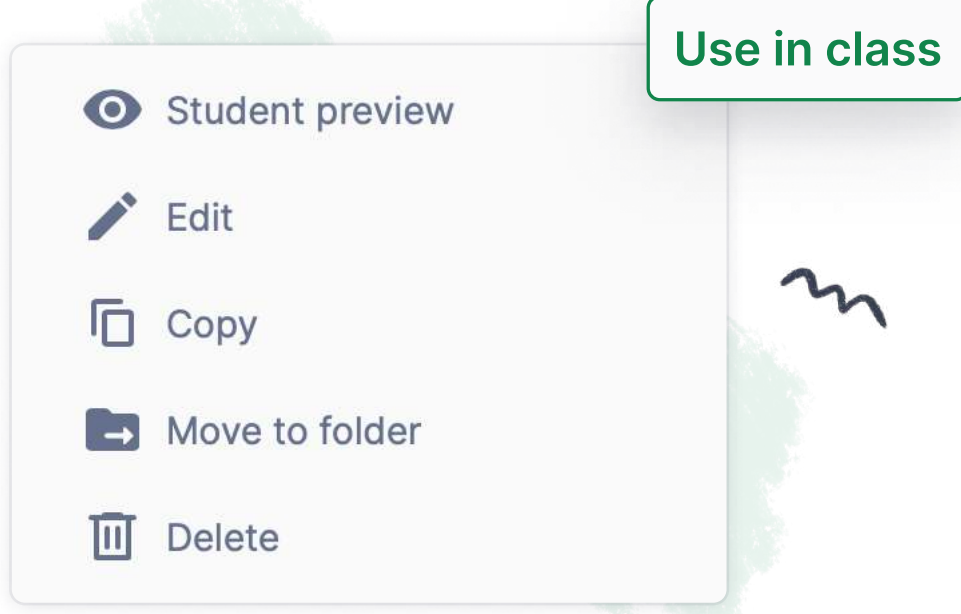 Use in class
Student preview
Edit
Copy
Move to folder
Delete